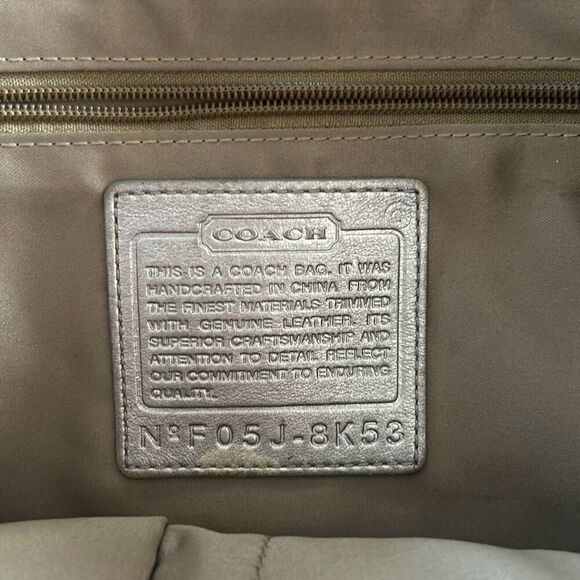 COACH
THIS IS A COACH BAG. IT WAS
HANDCRAFTED IN CHINA FROM
THE FINEST MATERIALS TRIMMED
WITH GENUINE LEATHER. ITS
SUPERIOR CRAFTSMANSHIP AND
ATTENTION TO DETAIL REFLECT
OUR COMMITMENT TO ENDURING
QUALITY.
Nº F05J-8K53